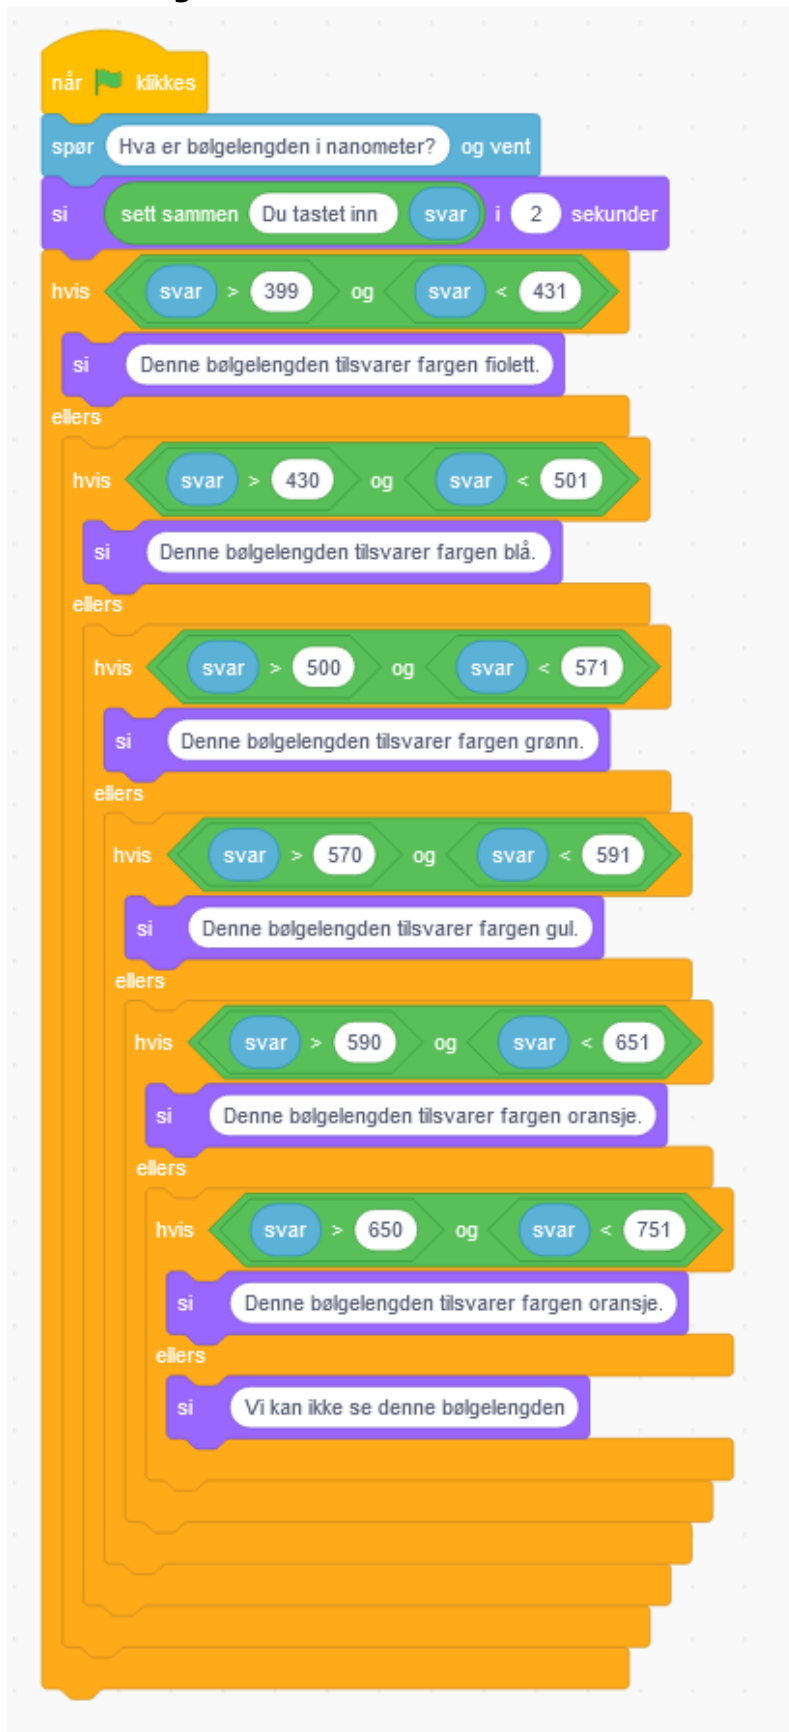 når klikkes
spør Hva er bølgelengden i nanometer? og vent
si sett sammen Du tastet inn svar i 2 sekunder
hvis svar > 399 og svar < 431
si Denne bølgelengden tilsvarer fargen fiolett.
ellers
hvis svar > 430 og svar < 501
si Denne bølgelengden tilsvarer fargen blå.
ellers
hvis svar > 500 og svar < 571
si Denne bølgelengden tilsvarer fargen grønn.
ellers
hvis svar > 570 og svar < 591
si Denne bølgelengden tilsvarer fargen gul.
ellers
hvis svar > 590 og svar < 651
si Denne bølgelengden tilsvarer fargen oransje.
ellers
hvis svar > 650 og svar < 751
si Denne bølgelengden tilsvarer fargen oransje.
ellers
si Vi kan ikke se denne bølgelengden